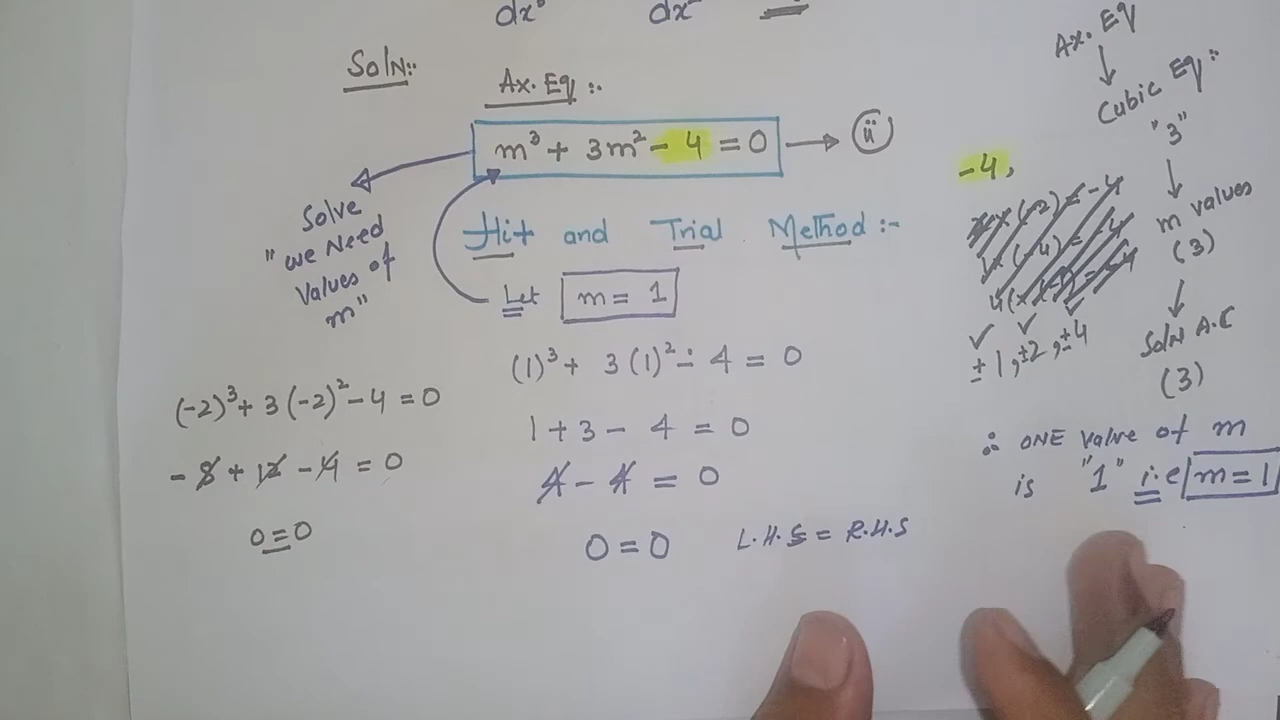 dx³ dx²
Soln:-
Ax. Eq :-
m³ + 3m² - 4 = 0 → ü
Solve
"we Need
Values of
m"
Hit and Trial Method :-
Let m = 1
(1)³ + 3(1)² - 4 = 0
1 + 3 - 4 = 0
4 - 4 = 0
0 = 0 L.H.S = R.H.S
(-2)³ + 3(-2)² - 4 = 0
-8 + 12 - 4 = 0
0 = 0
Ax. Eq
Cubic Eq :-
"3"
m values
(3)
Soln A.C
(3)
-4,
± 1, ±2, ±4
∴ ONE value of m
is "1" i.e m = 1